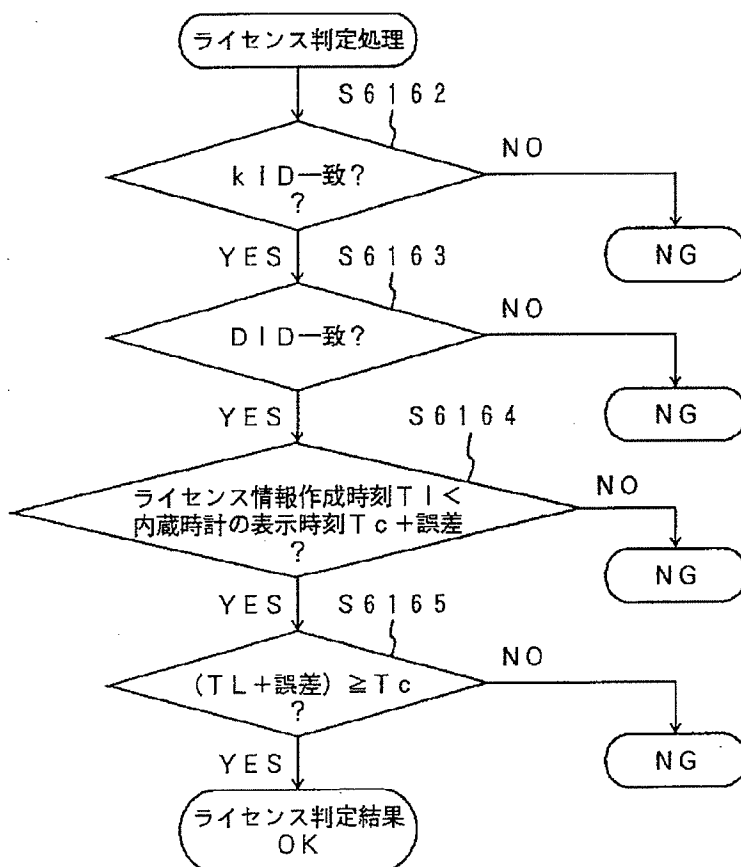 ライセンス判定処理
S6162
kID一致?
?
NO
NG
YES
S6163
DID一致?
NO
NG
YES
S6164
ライセンス情報作成時刻Tl<
内蔵時計の表示時刻Tc+誤差
?
NO
NG
YES
S6165
(TL+誤差)≧Tc
?
NO
NG
YES
ライセンス判定結果
OK